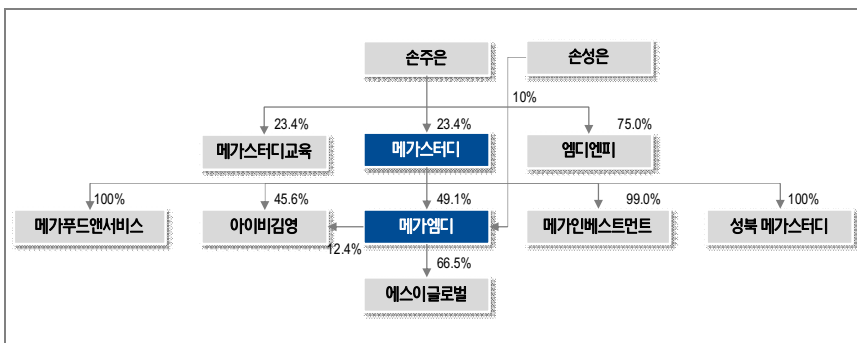 손주은
손성은
10%
23.4%
23.4%
75.0%
메가스터디교육
메가스터디
엠디엔피
100%
45.6%
49.1%
99.0%
100%
메가푸드앤서비스
아이비김영
메가엠디
메가인베스트먼트
성북 메가스터디
12.4%
66.5%
에스이글로벌